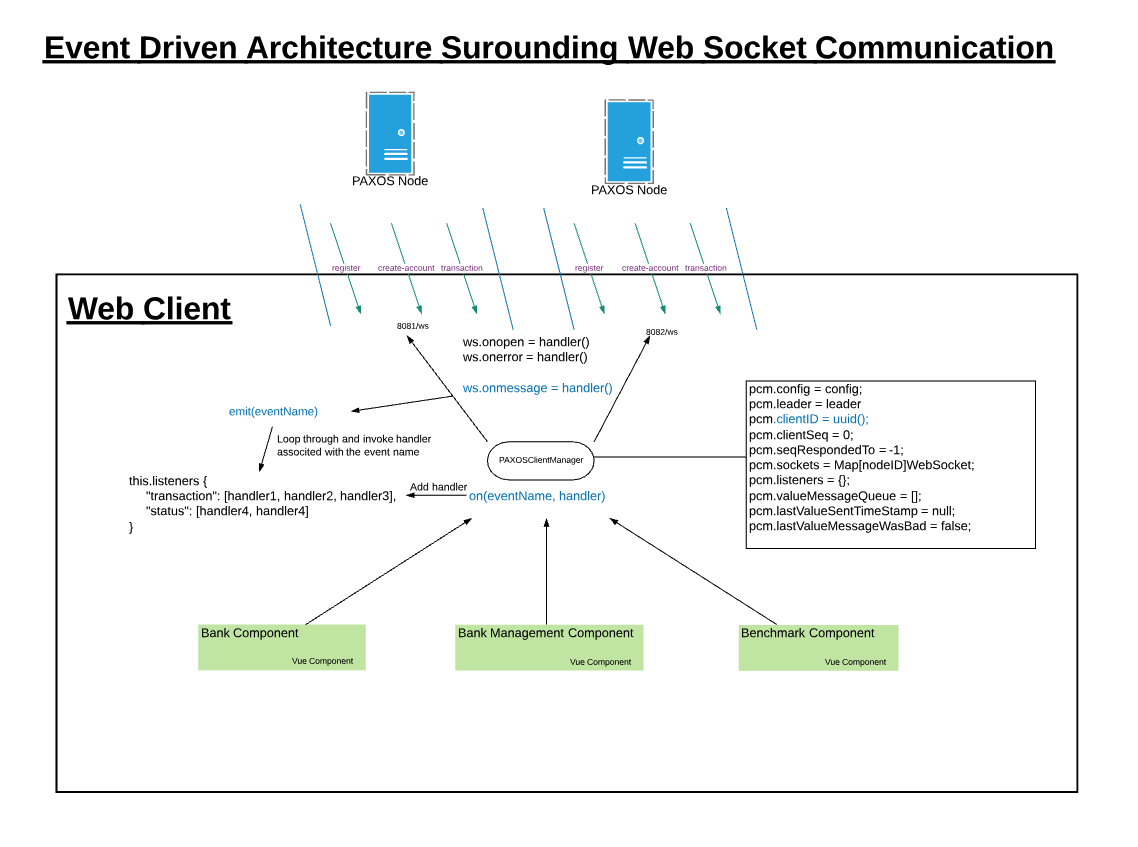 Event Driven Architecture Surounding Web Socket Communication
PAXOS Node
PAXOS Node
register
create-account
transaction
register
create-account
transaction
Web Client
8081/ws
8082/ws
ws.onopen = handler()
ws.onerror = handler()
ws.onmessage = handler()
emit(eventName)
Loop through and invoke handler
associted with the event name
this.listeners {
"transaction": [handler1, handler2, handler3],
"status": [handler4, handler4]
}
PAXOSClientManager
Add handler
on(eventName, handler)
pcm.config = config;
pcm.leader = leader
pcm.clientID = uuid();
pcm.clientSeq = 0;
pcm.seqRespondedTo = -1;
pcm.sockets = Map[nodeID]WebSocket;
pcm.listeners = {};
pcm.valueMessageQueue = [];
pcm.lastValueSentTimeStamp = null;
pcm.lastValueMessageWasBad = false;
Bank Component
Vue Component
Bank Management Component
Vue Component
Benchmark Component
Vue Component